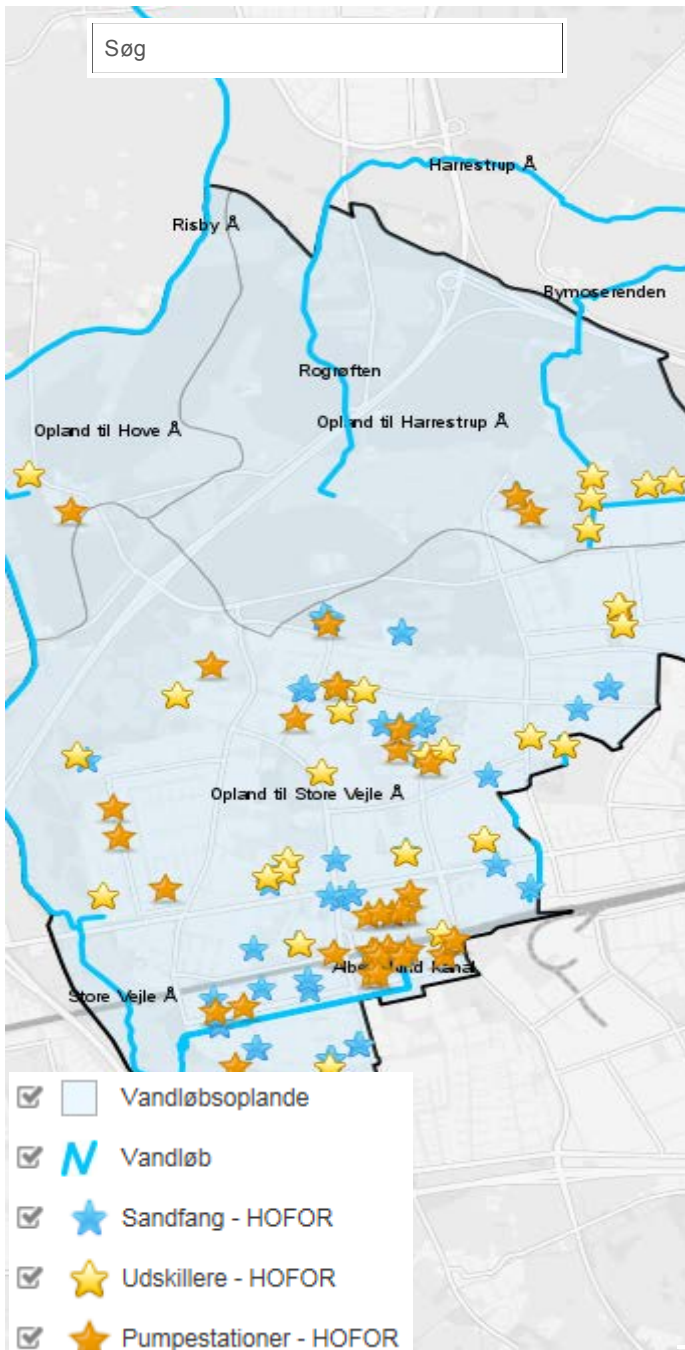 Søg
Harrestrup Å
Risby Å
Bymoserenden
Rogrøften
Opland til Harrestrup Å
Opland til Hove Å
Opland til Store Vejle Å
kanal
Store Vejle Å
Vandløbsoplande
Vandløb
Sandfang - HOFOR
Udskillere - HOFOR
Pumpestationer - HOFOR